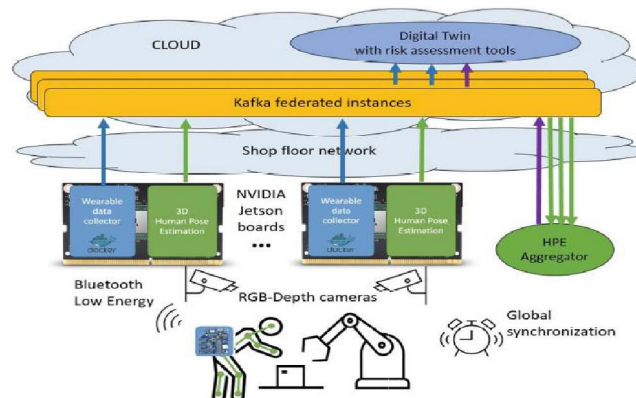 CLOUD
Digital Twin
with risk assessment tools
Kafka federated instances
Shop floor network
Wearable
data
collector
docker
3D
Human Pose
Estimation
NVIDIA
Jetson
boards
...
Wearable
data
collector
docker
3D
Human Pose
Estimation
HPE
Aggregator
Bluetooth
Low Energy
RGB-Depth cameras
Global
synchronization